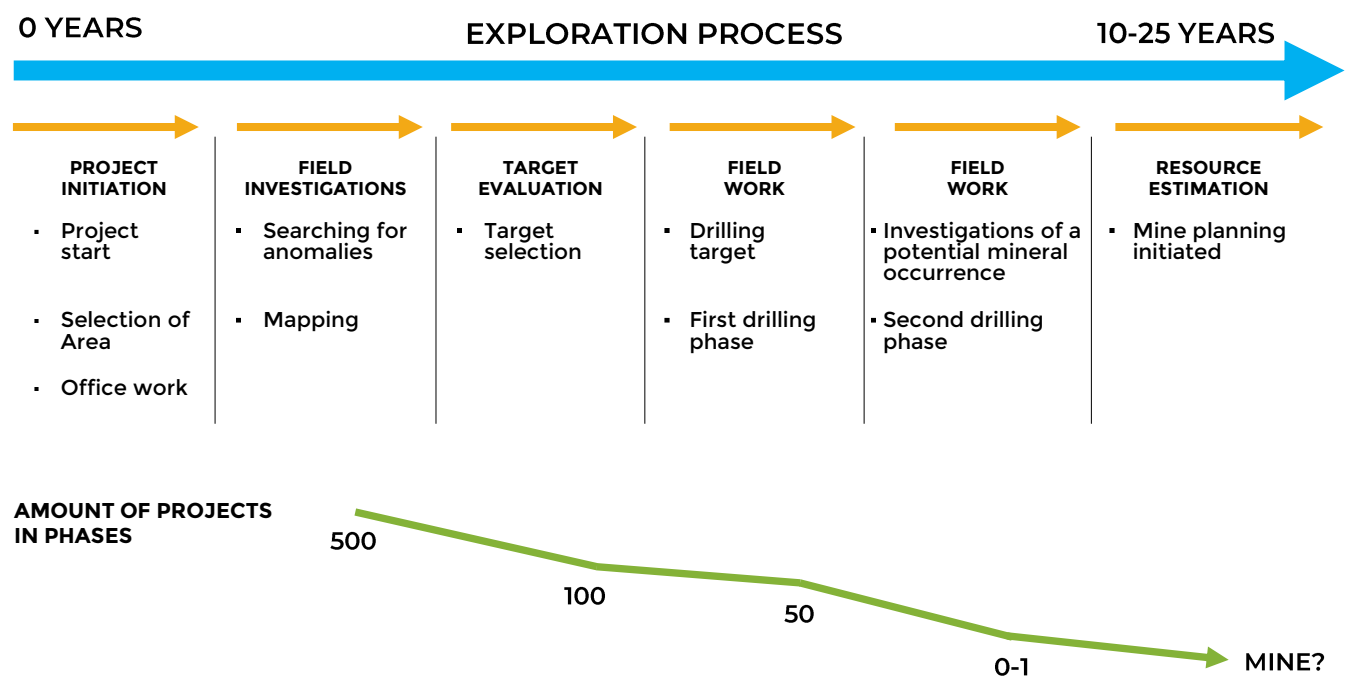 0 YEARS
EXPLORATION PROCESS
10-25 YEARS
PROJECT
INITIATION
▪ Project
start
▪ Selection of
Area
▪ Office work
FIELD
INVESTIGATIONS
▪ Searching for
anomalies
▪ Mapping
TARGET
EVALUATION
▪ Target
selection
FIELD
WORK
▪ Drilling
target
▪ First drilling
phase
FIELD
WORK
▪ Investigations of a
potential mineral
occurrence
▪ Second drilling
phase
RESOURCE
ESTIMATION
▪ Mine planning
initiated
AMOUNT OF PROJECTS
IN PHASES
500
100
50
0-1
MINE?